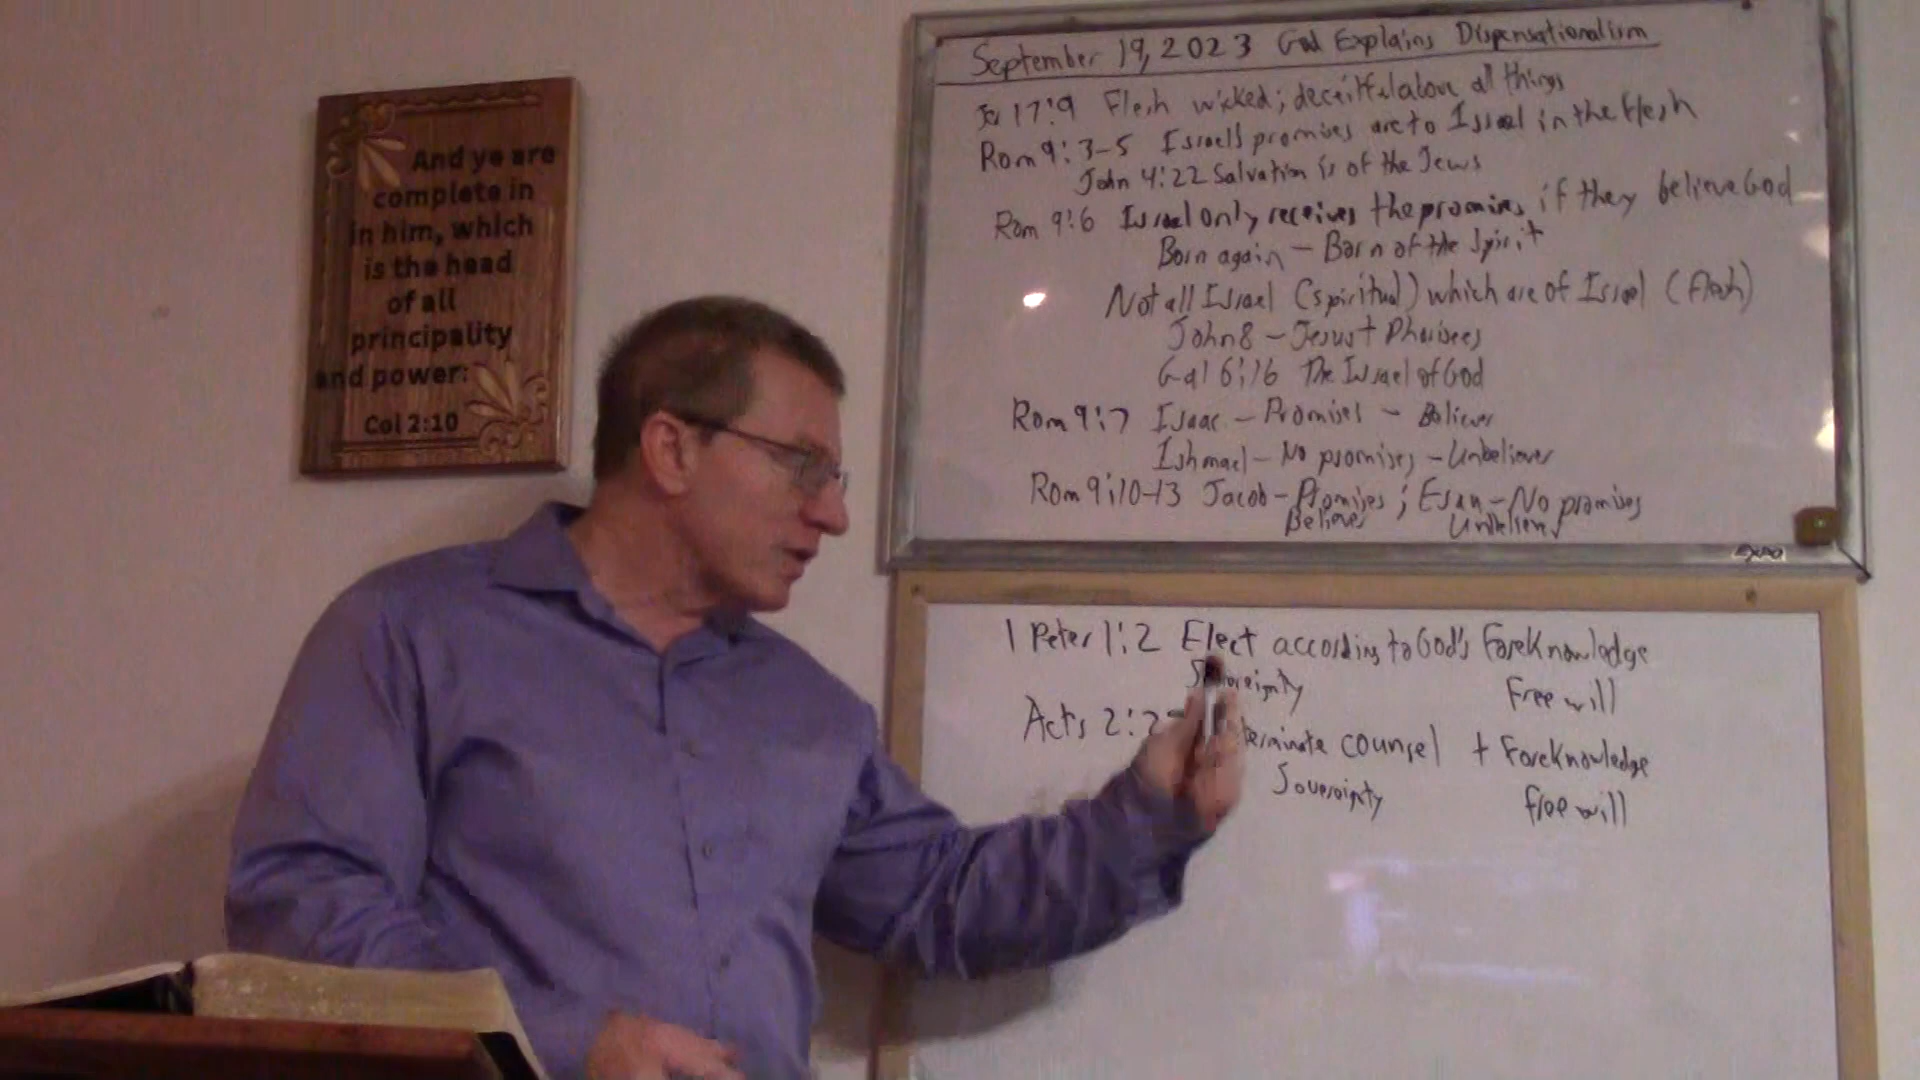 And ye are
complete in
in him, which
is the head
of all
principality
and power:
Col 2:10
September 19, 2023 God Explains Dispensationalism
Jer 17:9 Flesh wicked; deceitful above all things
Rom 9:3-5 Israel's promises are to Israel in the flesh
John 4:22 Salvation is of the Jews
Rom 9:6 Israel only receives the promises if they believe God
Born again - Born of the Spirit
Not all Israel (spiritual) which are of Israel (flesh)
John 8 - Jesus + Pharisees
Gal 6:16 The Israel of God
Rom 9:7 Isaac - Promises - Believer
Ishmael - No promises - Unbeliever
Rom 9:10-13 Jacob - Promises ; Esau - No promises
Believer Unbeliever
EXPO
1 Peter 1:2 Elect according to God's Foreknowledge
Sovereignty Free will
Acts 2:2 terminate counsel + Foreknowledge
Sovereignty free will